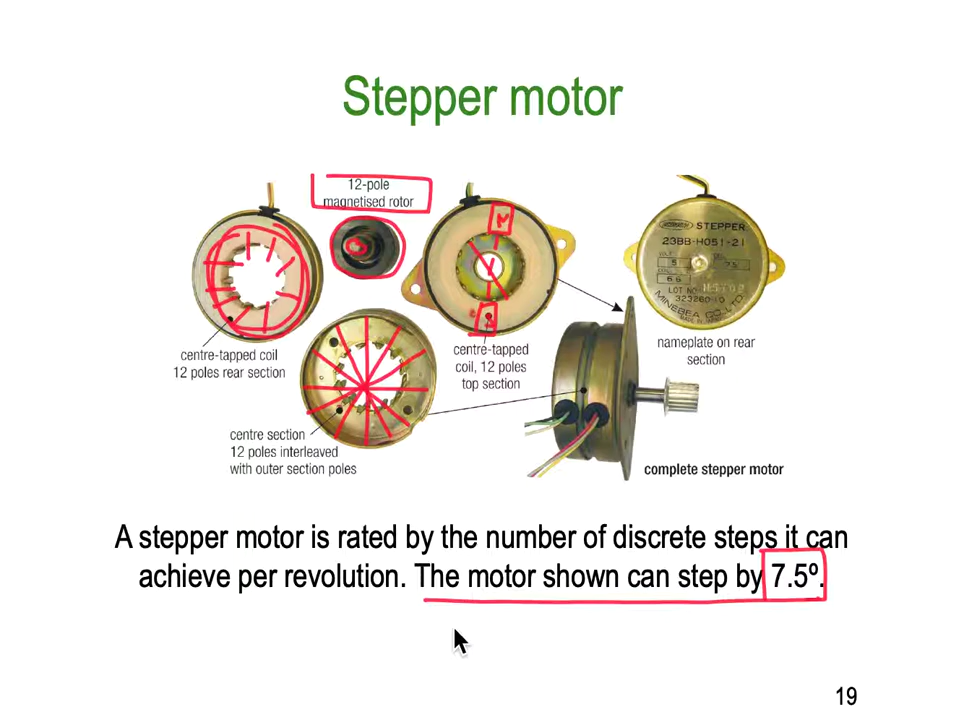 Stepper motor
12-pole
magnetised rotor
STEPPER
23BB-H051-21
LOT NO.
323260
MINEBEA CO., LTD
centre-tapped coil
12 poles rear section
centre-tapped
coil, 12 poles
top section
nameplate on rear
section
centre section
12 poles interleaved
with outer section poles
complete stepper motor
A stepper motor is rated by the number of discrete steps it can
achieve per revolution. The motor shown can step by 7.5º.
19